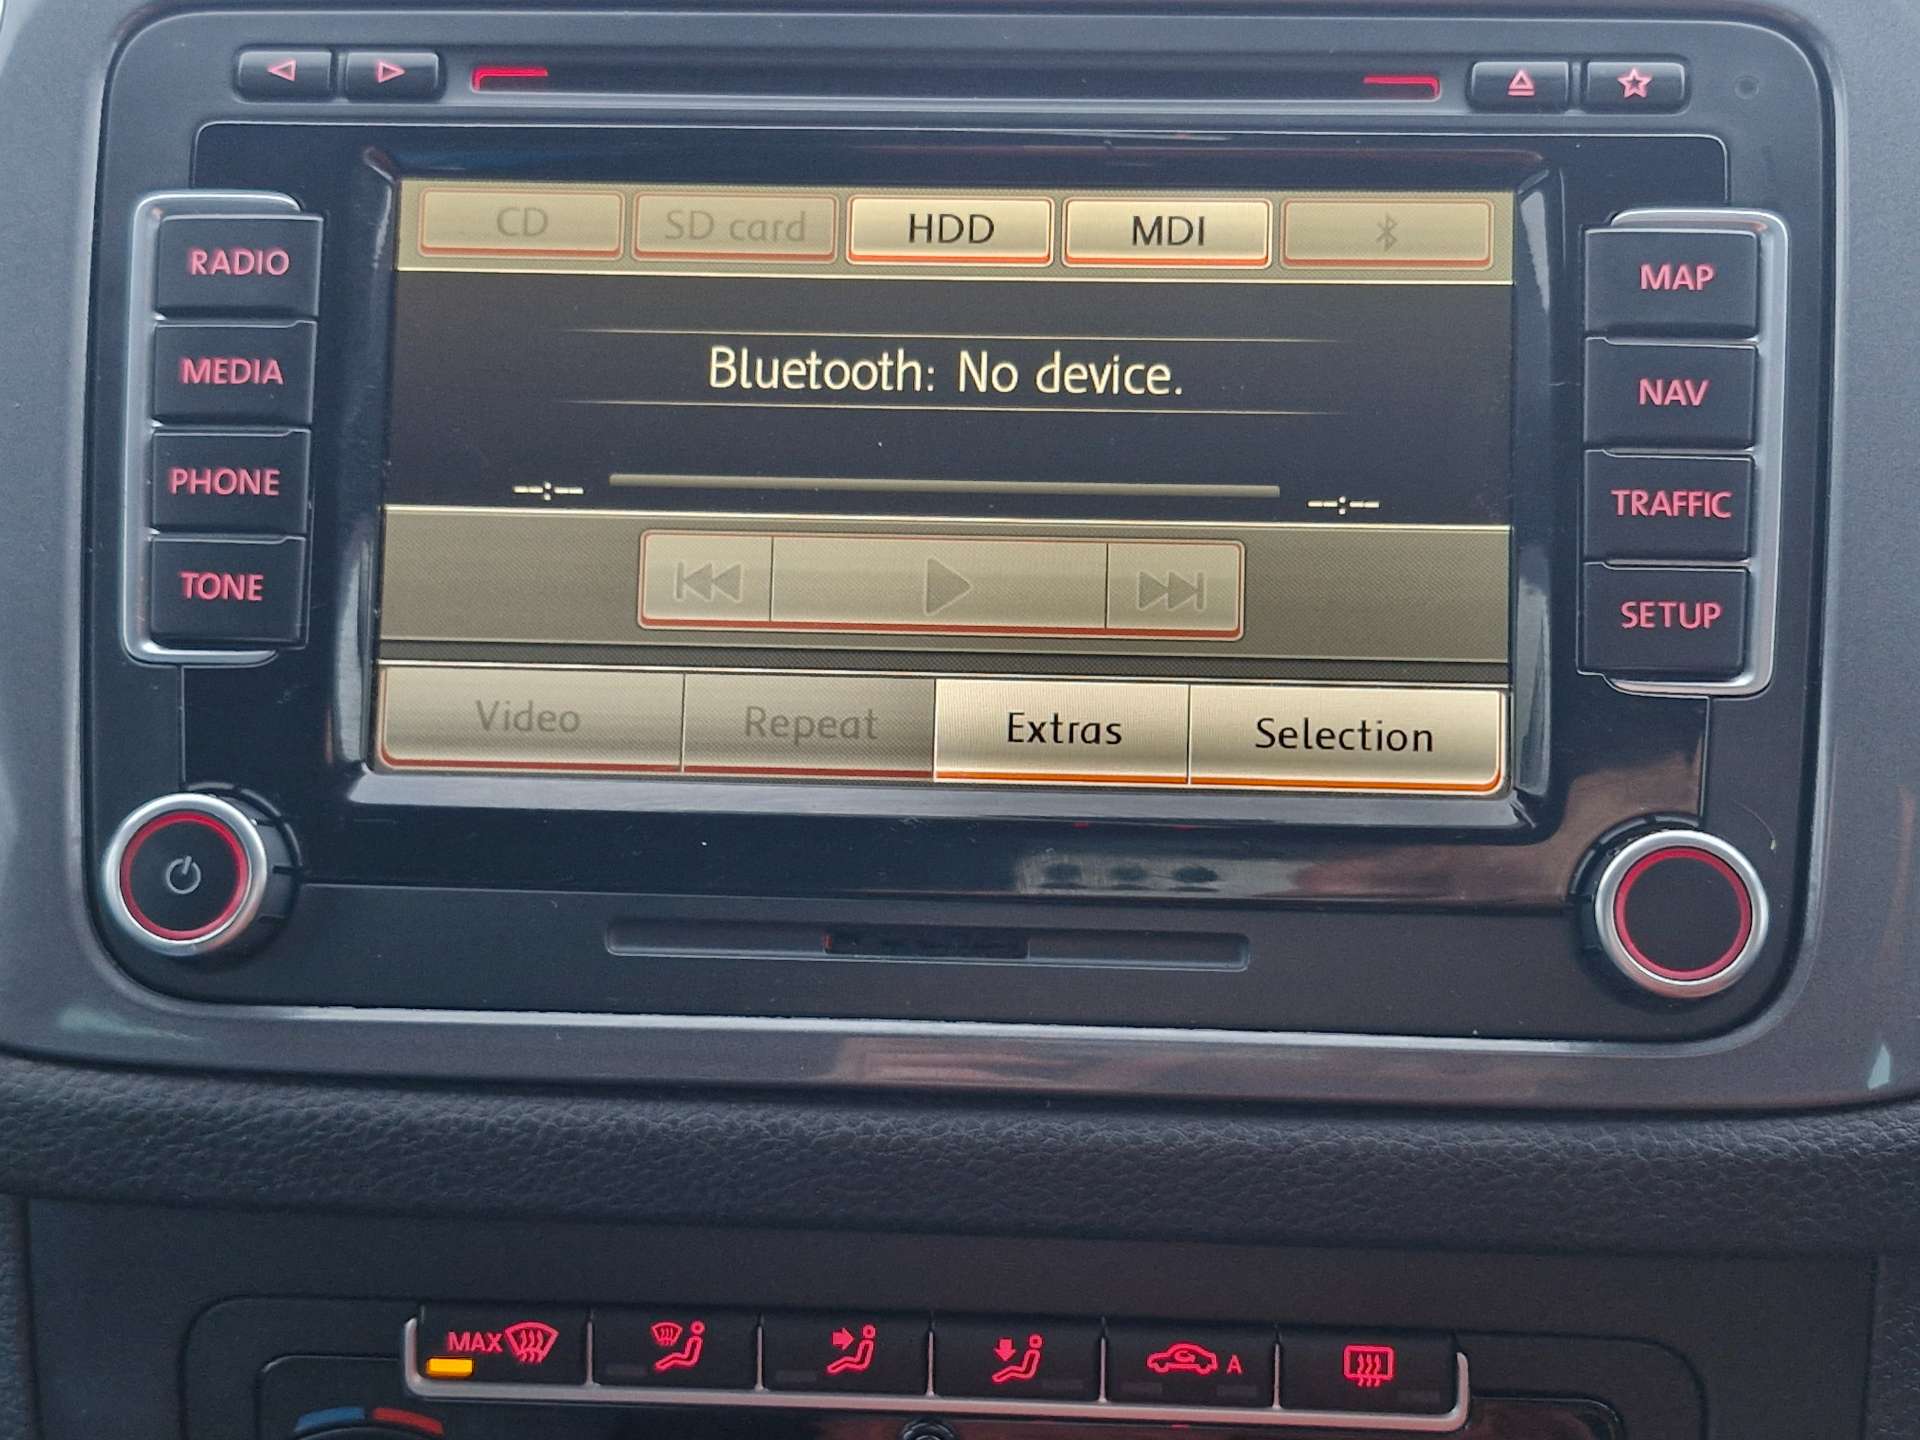 CD SD card HDD MDI
RADIO
MEDIA
PHONE
TONE
Bluetooth: No device.
--:-- --:--
Video Repeat Extras Selection
MAP
NAV
TRAFFIC
SETUP
MAX A